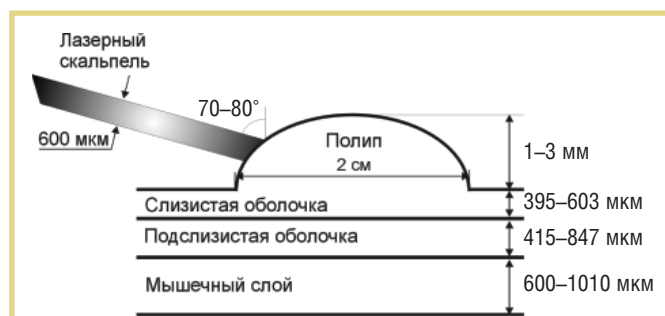 Лазерный
скальпель
70–80°
600 мкм
Полип
2 см
1–3 мм
Слизистая оболочка
395–603 мкм
Подслизистая оболочка
415–847 мкм
Мышечный слой
600–1010 мкм